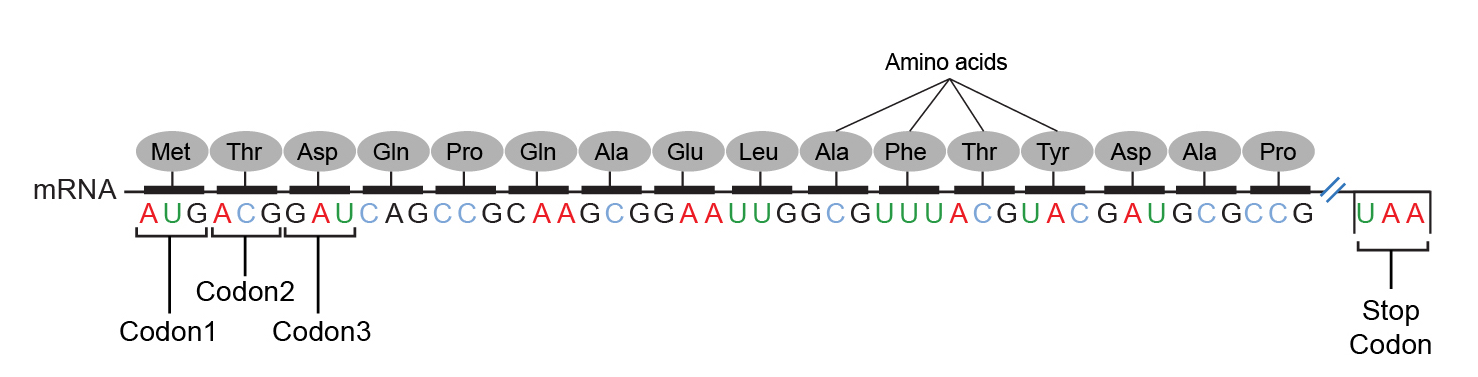 Amino acids
Met Thr Asp Gln Pro Gln Ala Glu Leu Ala Phe Thr Tyr Asp Ala Pro
mRNA
AUGACGGAUCAGCCGCAAGCGGAAUUGGCGUUUACGUACGAUGCGCCG UAA
Codon2
Codon1 Codon3
Stop
Codon